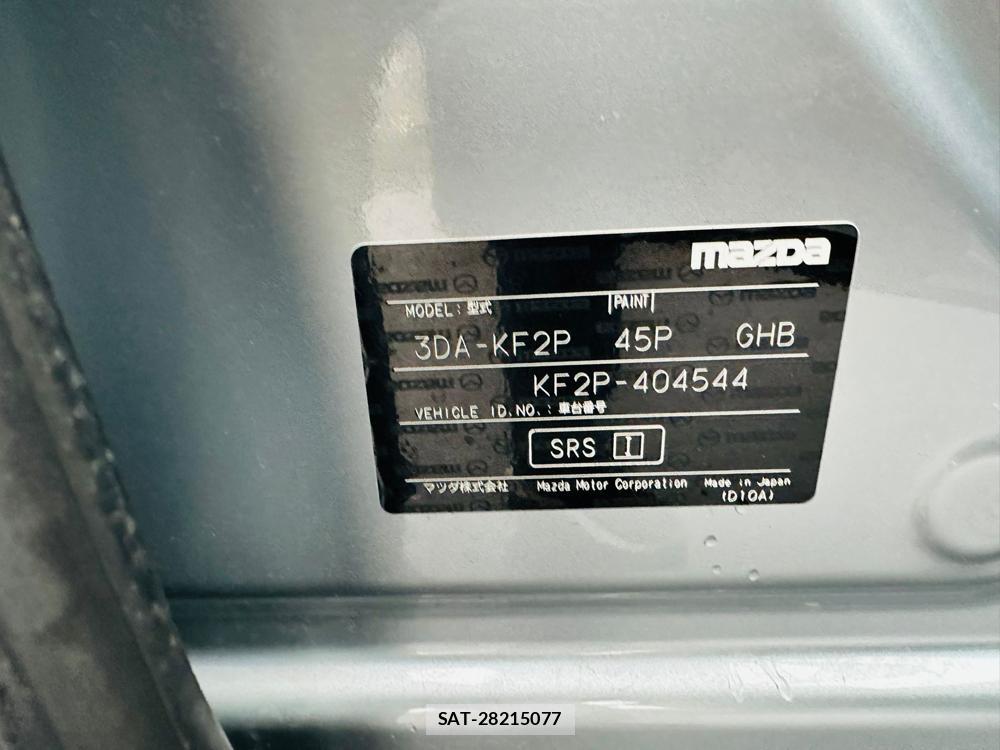 mazda
MODEL:型式 PAINT
3DA-KF2P 45P GHB
KF2P-404544
VEHICLE ID.NO.:車台番号
SRS I
マツダ株式会社 Mazda Motor Corporation Made in Japan
(D10A)
SAT-28215077